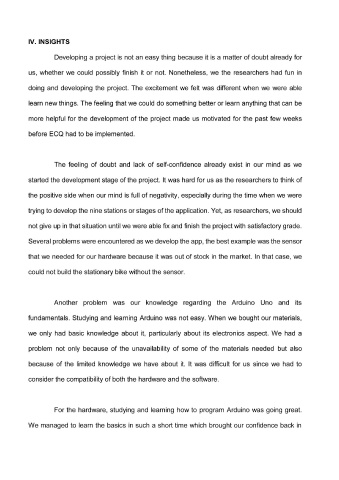 IV. INSIGHTS
Developing a project is not an easy thing because it is a matter of doubt already for
us, whether we could possibly finish it or not. Nonetheless, we the researchers had fun in
doing and developing the project. The excitement we felt was different when we were able
learn new things. The feeling that we could do something better or learn anything that can be
more helpful for the development of the project made us motivated for the past few weeks
before ECQ had to be implemented.
The feeling of doubt and lack of self-confidence already exist in our mind as we
started the development stage of the project. It was hard for us as the researchers to think of
the positive side when our mind is full of negativity, especially during the time when we were
trying to develop the nine stations or stages of the application. Yet, as researchers, we should
not give up in that situation until we were able fix and finish the project with satisfactory grade.
Several problems were encountered as we develop the app, the best example was the sensor
that we needed for our hardware because it was out of stock in the market. In that case, we
could not build the stationary bike without the sensor.
Another problem was our knowledge regarding the Arduino Uno and its
fundamentals. Studying and learning Arduino was not easy. When we bought our materials,
we only had basic knowledge about it, particularly about its electronics aspect. We had a
problem not only because of the unavailability of some of the materials needed but also
because of the limited knowledge we have about it. It was difficult for us since we had to
consider the compatibility of both the hardware and the software.
For the hardware, studying and learning how to program Arduino was going great.
We managed to learn the basics in such a short time which brought our confidence back in